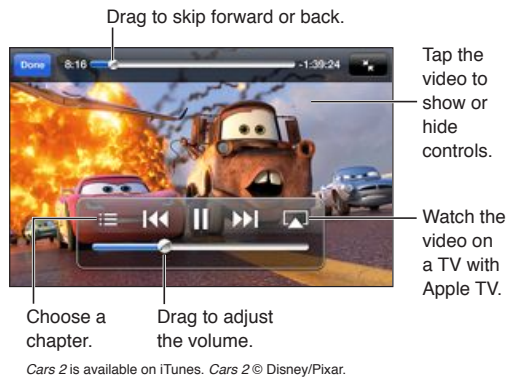 Drag to skip forward or back.
Done
8:16
-1:39:24
Tap the
video to
show or
hide
controls.
Watch the
video on
a TV with
Apple TV.
Choose a
chapter.
Drag to adjust
the volume.
Cars 2 is available on iTunes. Cars 2 © Disney/Pixar.